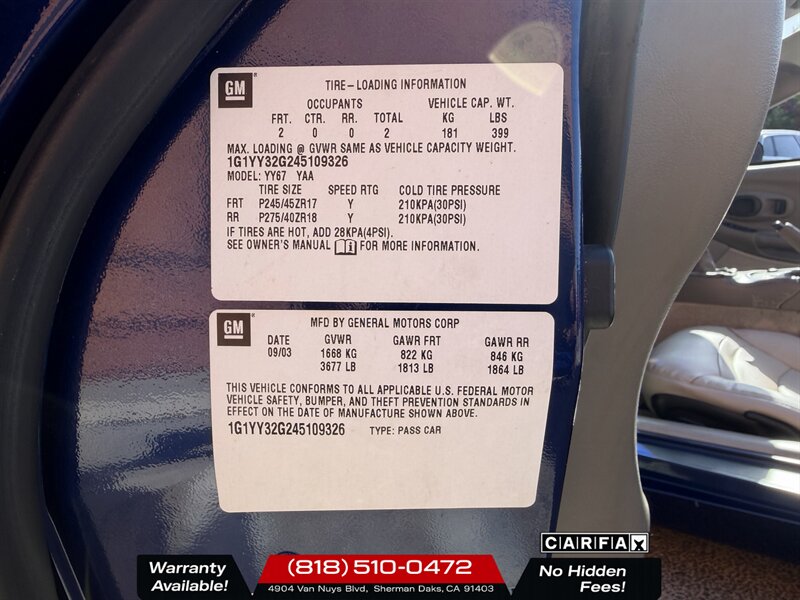 GM
TIRE-LOADING INFORMATION
OCCUPANTS VEHICLE CAP. WT.
FRT. CTR. RR. TOTAL KG LBS
2 0 0 2 181 399
MAX. LOADING @ GVWR SAME AS VEHICLE CAPACITY WEIGHT.
1G1YY32G245109326
MODEL: YY67 YAA
TIRE SIZE SPEED RTG COLD TIRE PRESSURE
FRT P245/45ZR17 Y 210KPA(30PSI)
RR P275/40ZR18 Y 210KPA(30PSI)
IF TIRES ARE HOT, ADD 28KPA(4PSI).
SEE OWNER'S MANUAL FOR MORE INFORMATION.
GM
MFD BY GENERAL MOTORS CORP
DATE GVWR GAWR FRT GAWR RR
09/03 1668 KG 822 KG 846 KG
3677 LB 1813 LB 1864 LB
THIS VEHICLE CONFORMS TO ALL APPLICABLE U.S. FEDERAL MOTOR
VEHICLE SAFETY, BUMPER, AND THEFT PREVENTION STANDARDS IN
EFFECT ON THE DATE OF MANUFACTURE SHOWN ABOVE.
1G1YY32G245109326 TYPE: PASS CAR
CARFAX
Warranty
Available!
(818) 510-0472
4904 Van Nuys Blvd, Sherman Oaks, CA 91403
No Hidden
Fees!